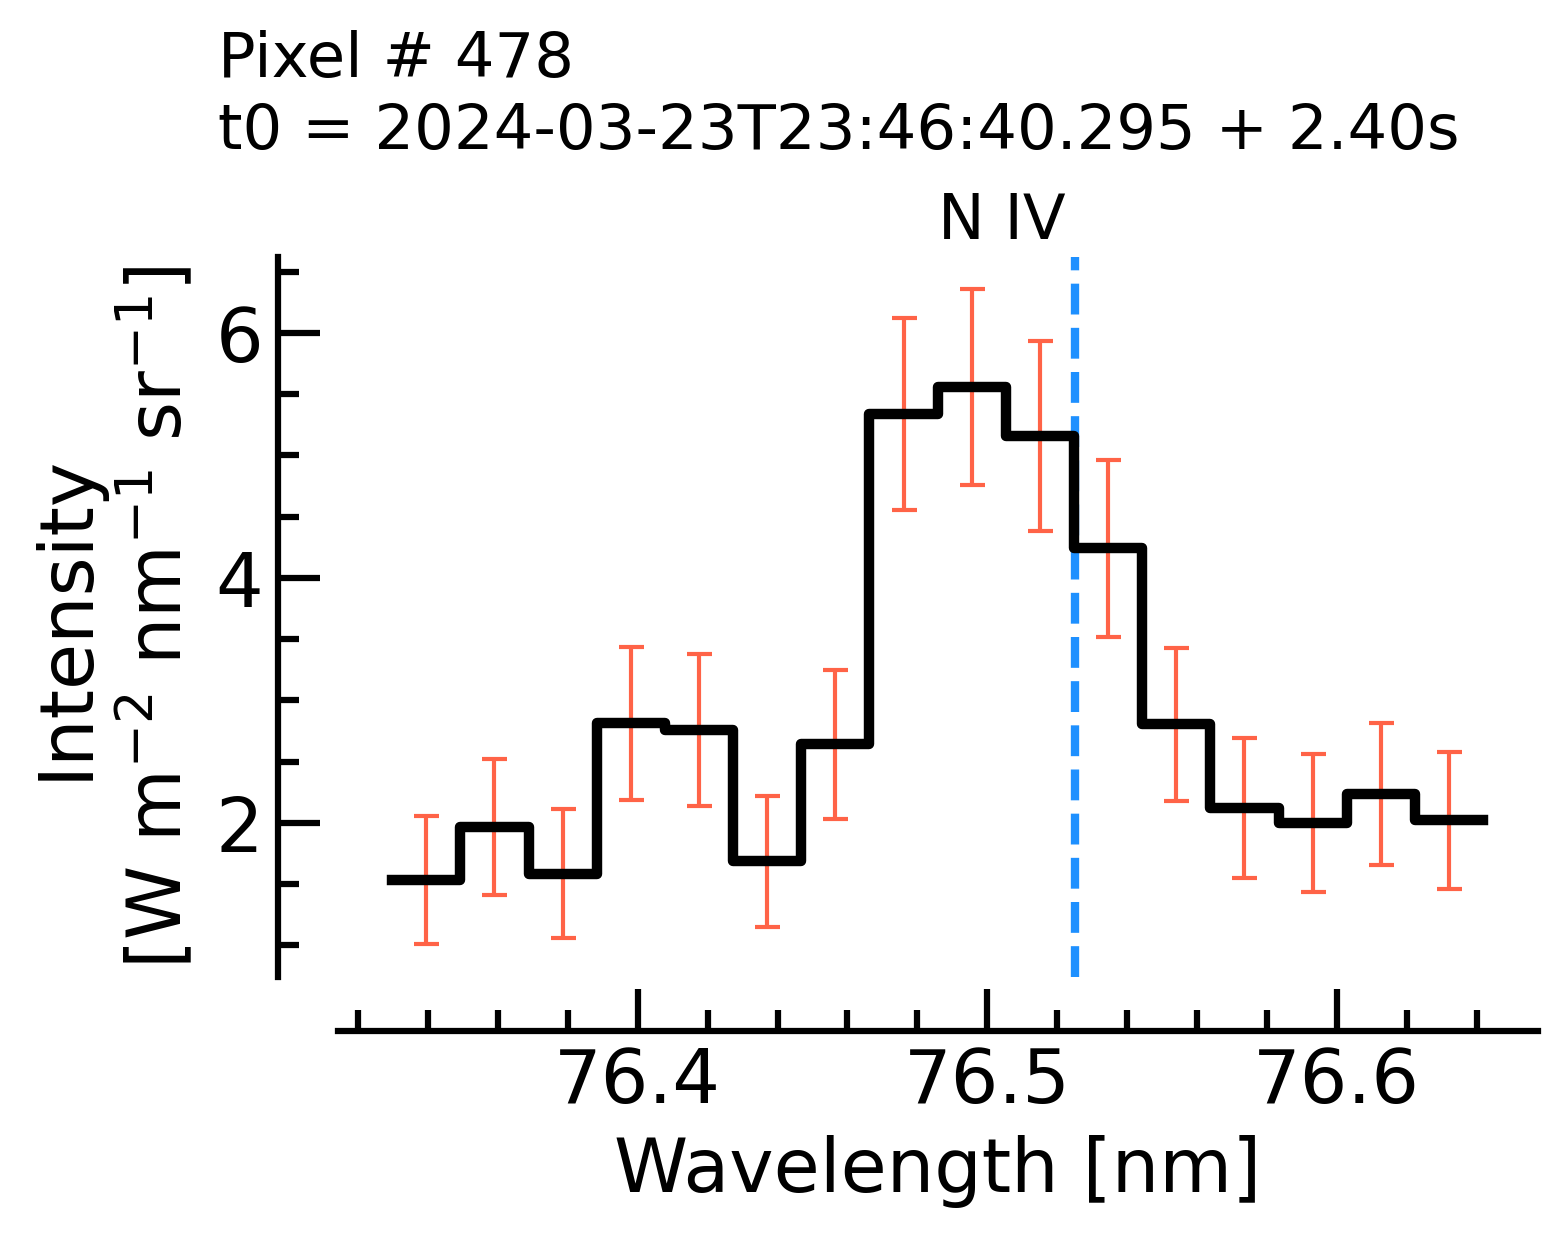 Pixel # 478
t0 = 2024-03-23T23:46:40.295 + 2.40s
N IV
Intensity
[W m⁻² nm⁻¹ sr⁻¹]
6
4
2
76.4 76.5 76.6
Wavelength [nm]